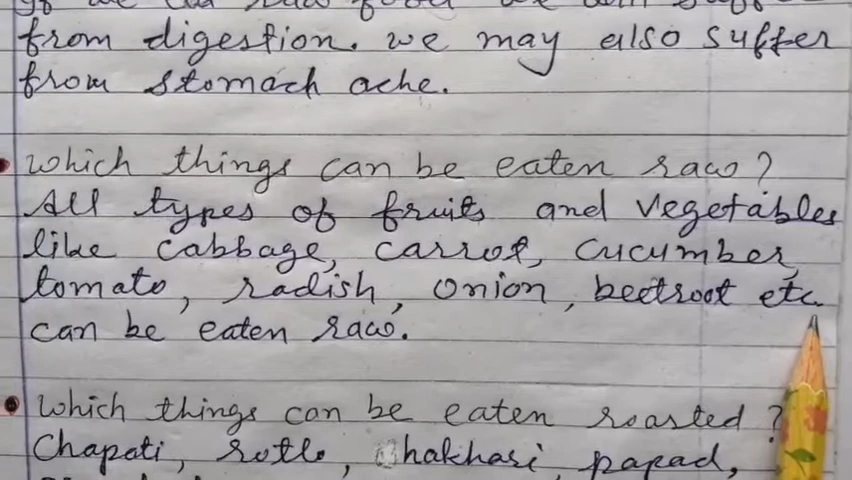 from digestion. we may also suffer
from stomach ache.
which things can be eaten raw?
All types of fruits and vegetables
like cabbage, carrot, cucumber,
tomato, radish, onion, beetroot etc.
can be eaten raw.
which things can be eaten roasted?
Chapati, rotlo, Bhakhari, papad,